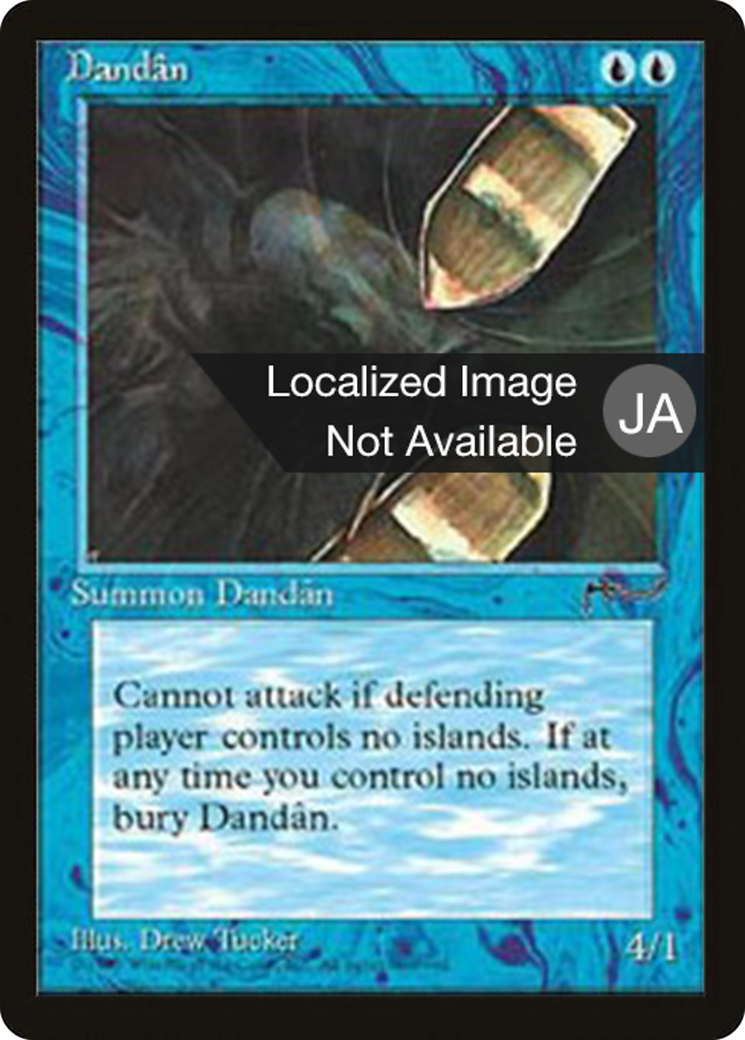 Dandân
Localized Image
Not Available
JA
Summon Dandân
Cannot attack if defending
player controls no islands. If at
any time you control no islands,
bury Dandân.
Illus. Drew Tucker
4/1